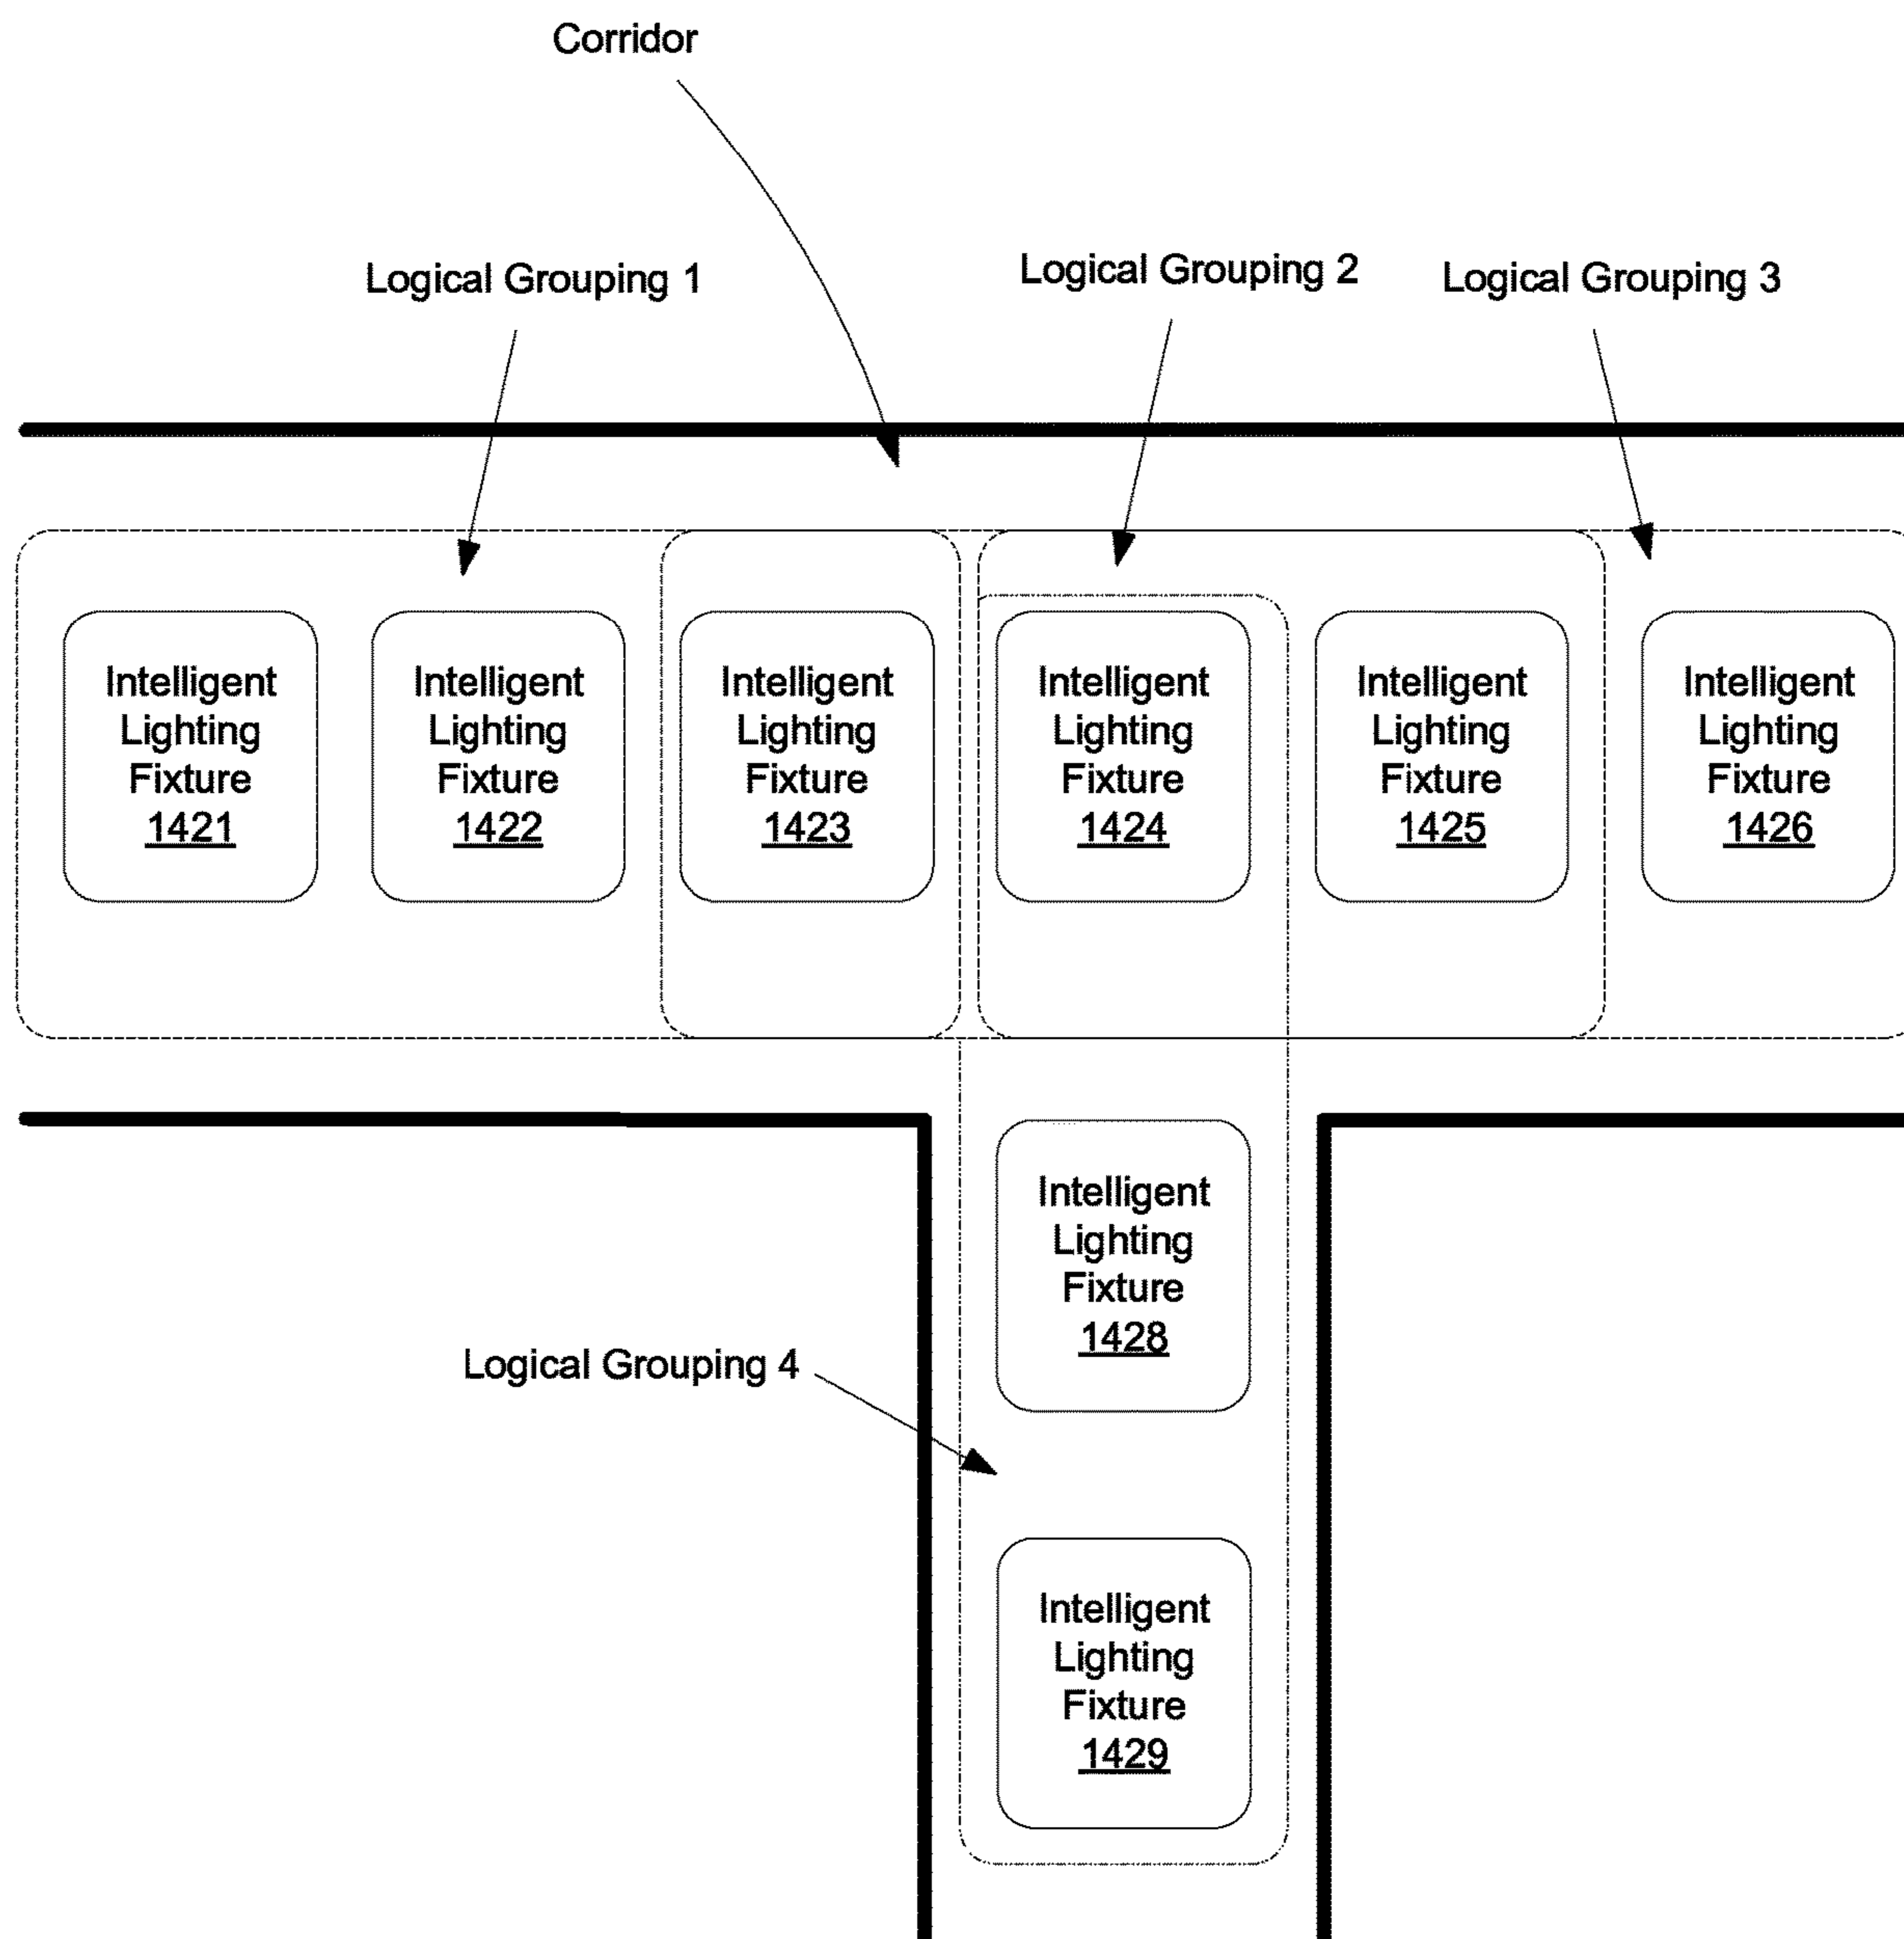 Corridor
Logical Grouping 1
Logical Grouping 2
Logical Grouping 3
Intelligent
Lighting
Fixture
1421
Intelligent
Lighting
Fixture
1422
Intelligent
Lighting
Fixture
1423
Intelligent
Lighting
Fixture
1424
Intelligent
Lighting
Fixture
1425
Intelligent
Lighting
Fixture
1426
Intelligent
Lighting
Fixture
1428
Logical Grouping 4
Intelligent
Lighting
Fixture
1429